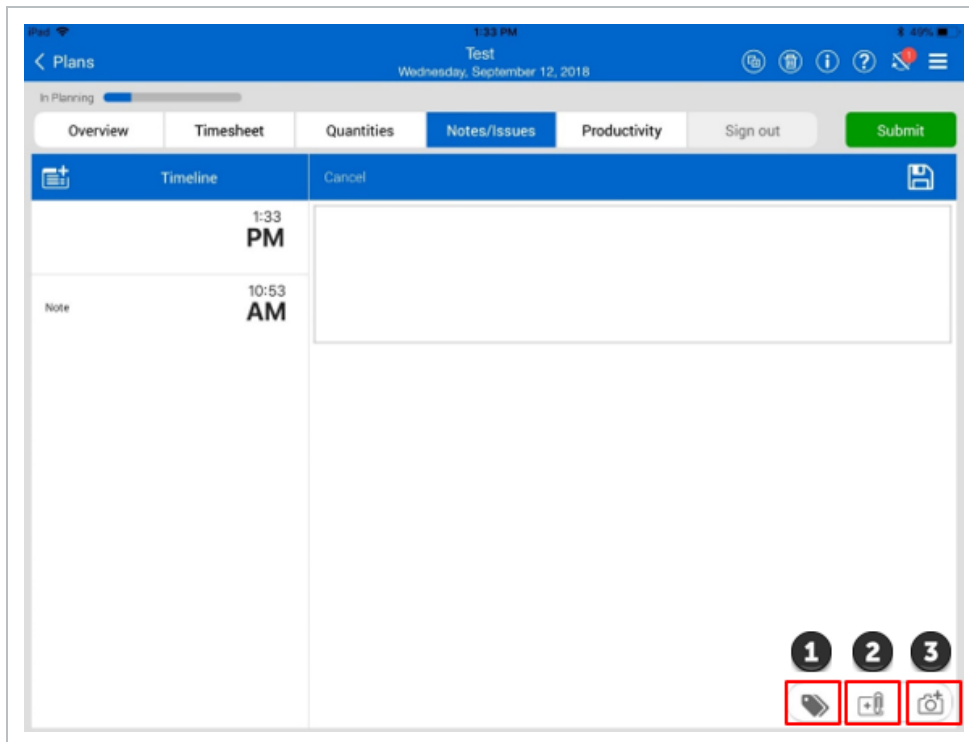 iPad 1:33 PM 49%
Plans Test
Wednesday, September 12, 2018
In Planning
Overview Timesheet Quantities Notes/Issues Productivity Sign out Submit
Timeline Cancel
1:33
PM
10:53
Note AM
1 2 3